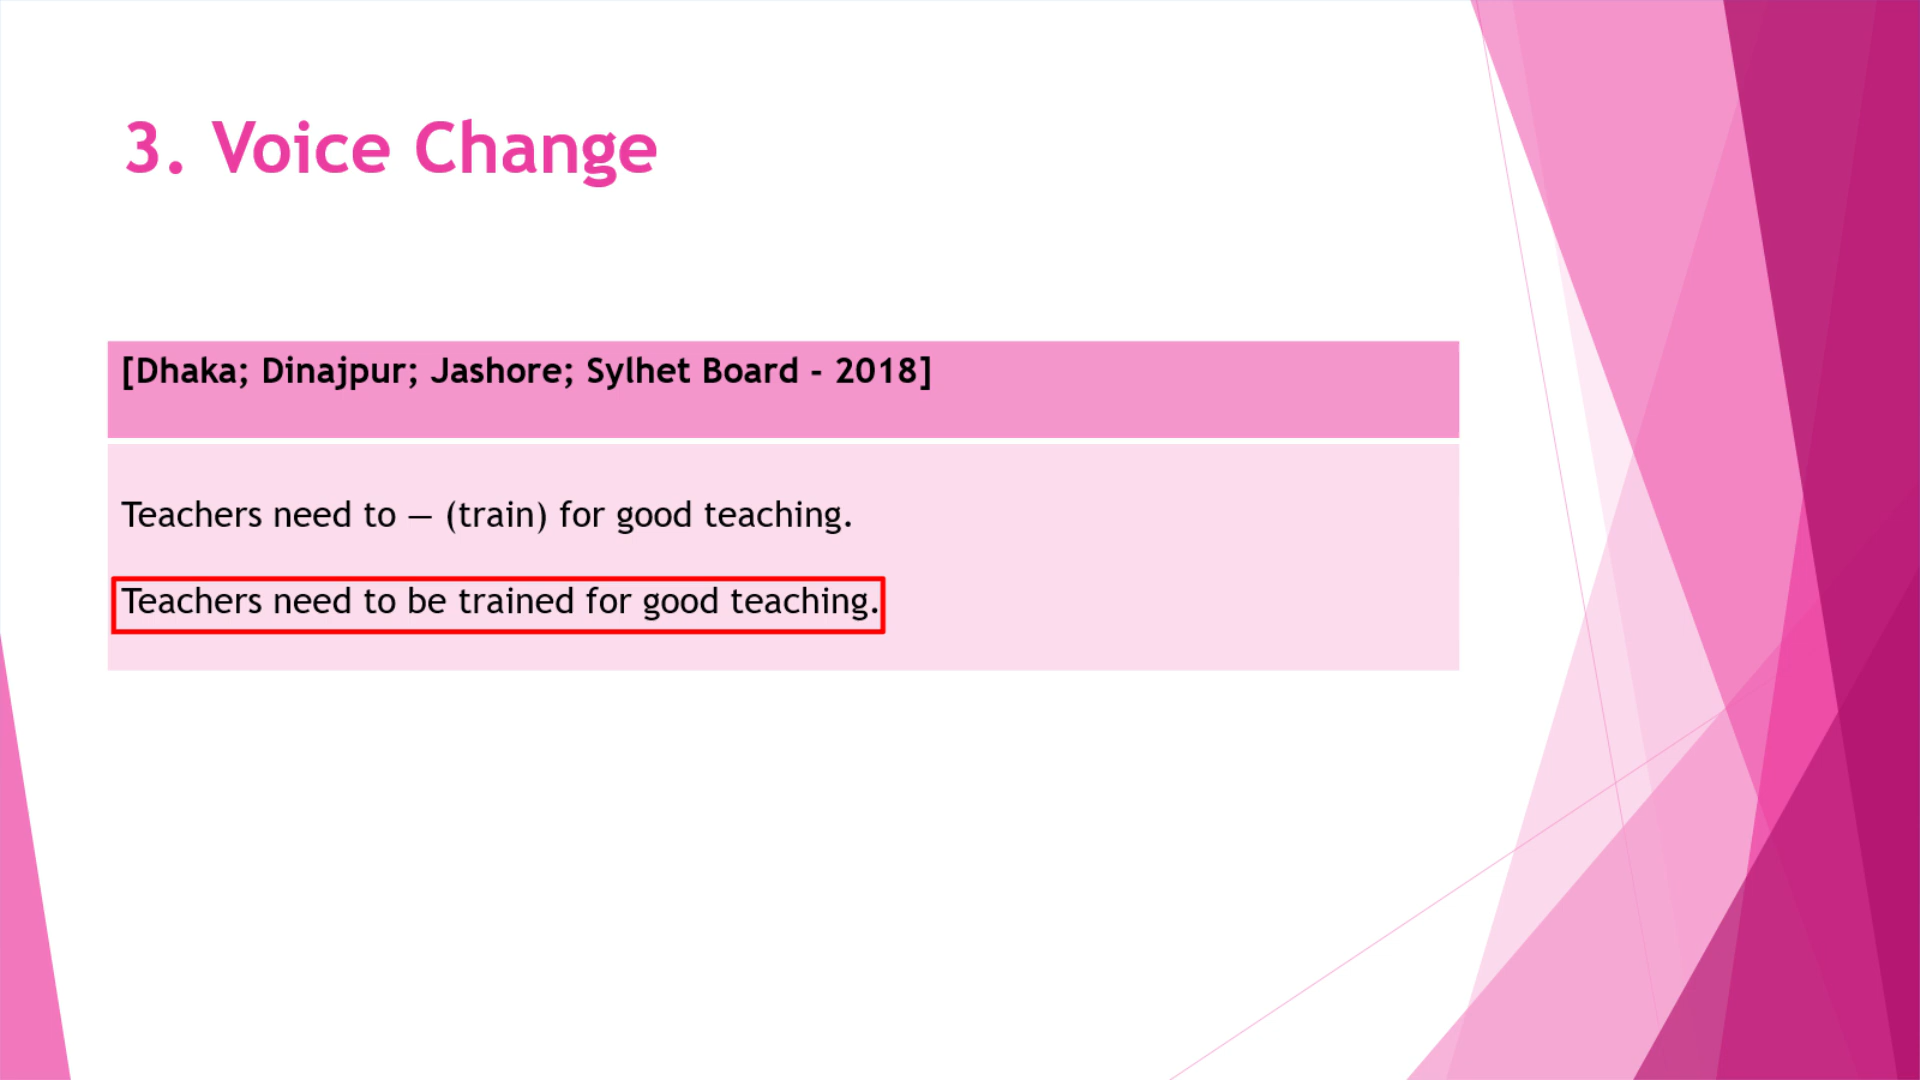 3. Voice Change
[Dhaka; Dinajpur; Jashore; Sylhet Board - 2018]
Teachers need to — (train) for good teaching.
Teachers need to be trained for good teaching.